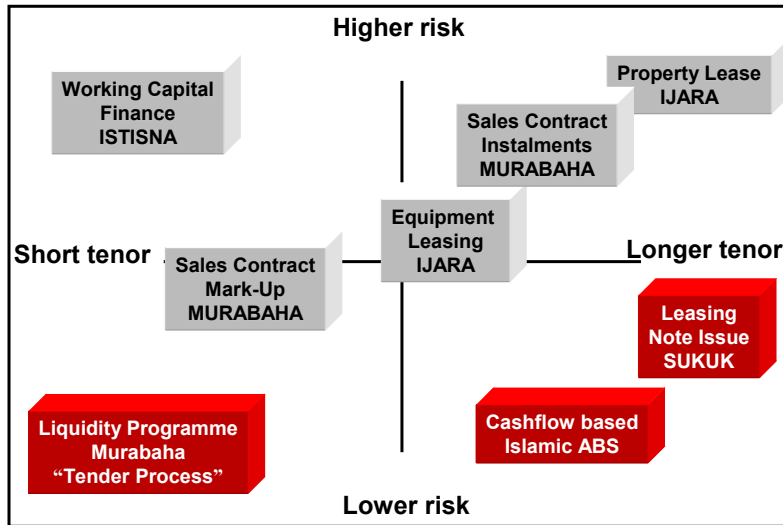 Higher risk
Working Capital
Finance
ISTISNA
Property Lease
IJARA
Sales Contract
Instalments
MURABAHA
Equipment
Leasing
IJARA
Short tenor
Longer tenor
Sales Contract
Mark-Up
MURABAHA
Leasing
Note Issue
SUKUK
Liquidity Programme
Murabaha
“Tender Process”
Cashflow based
Islamic ABS
Lower risk